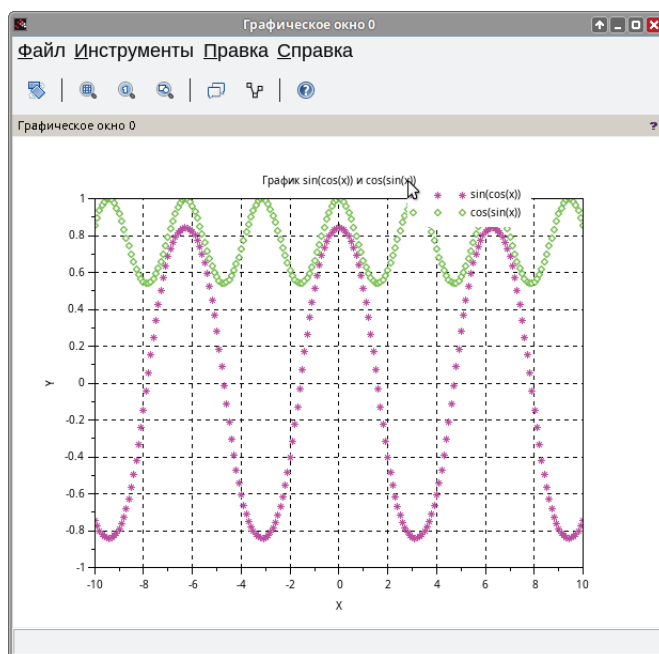 Графическое окно 0
Файл Инструменты Правка Справка
Графическое окно 0 ?
График sin(cos(x)) и cos(sin(x))
sin(cos(x))
cos(sin(x))
1
0.8
0.6
0.4
0.2
0
-0.2
-0.4
-0.6
-0.8
-1
Y
-10 -8 -6 -4 -2 0 2 4 6 8 10
X